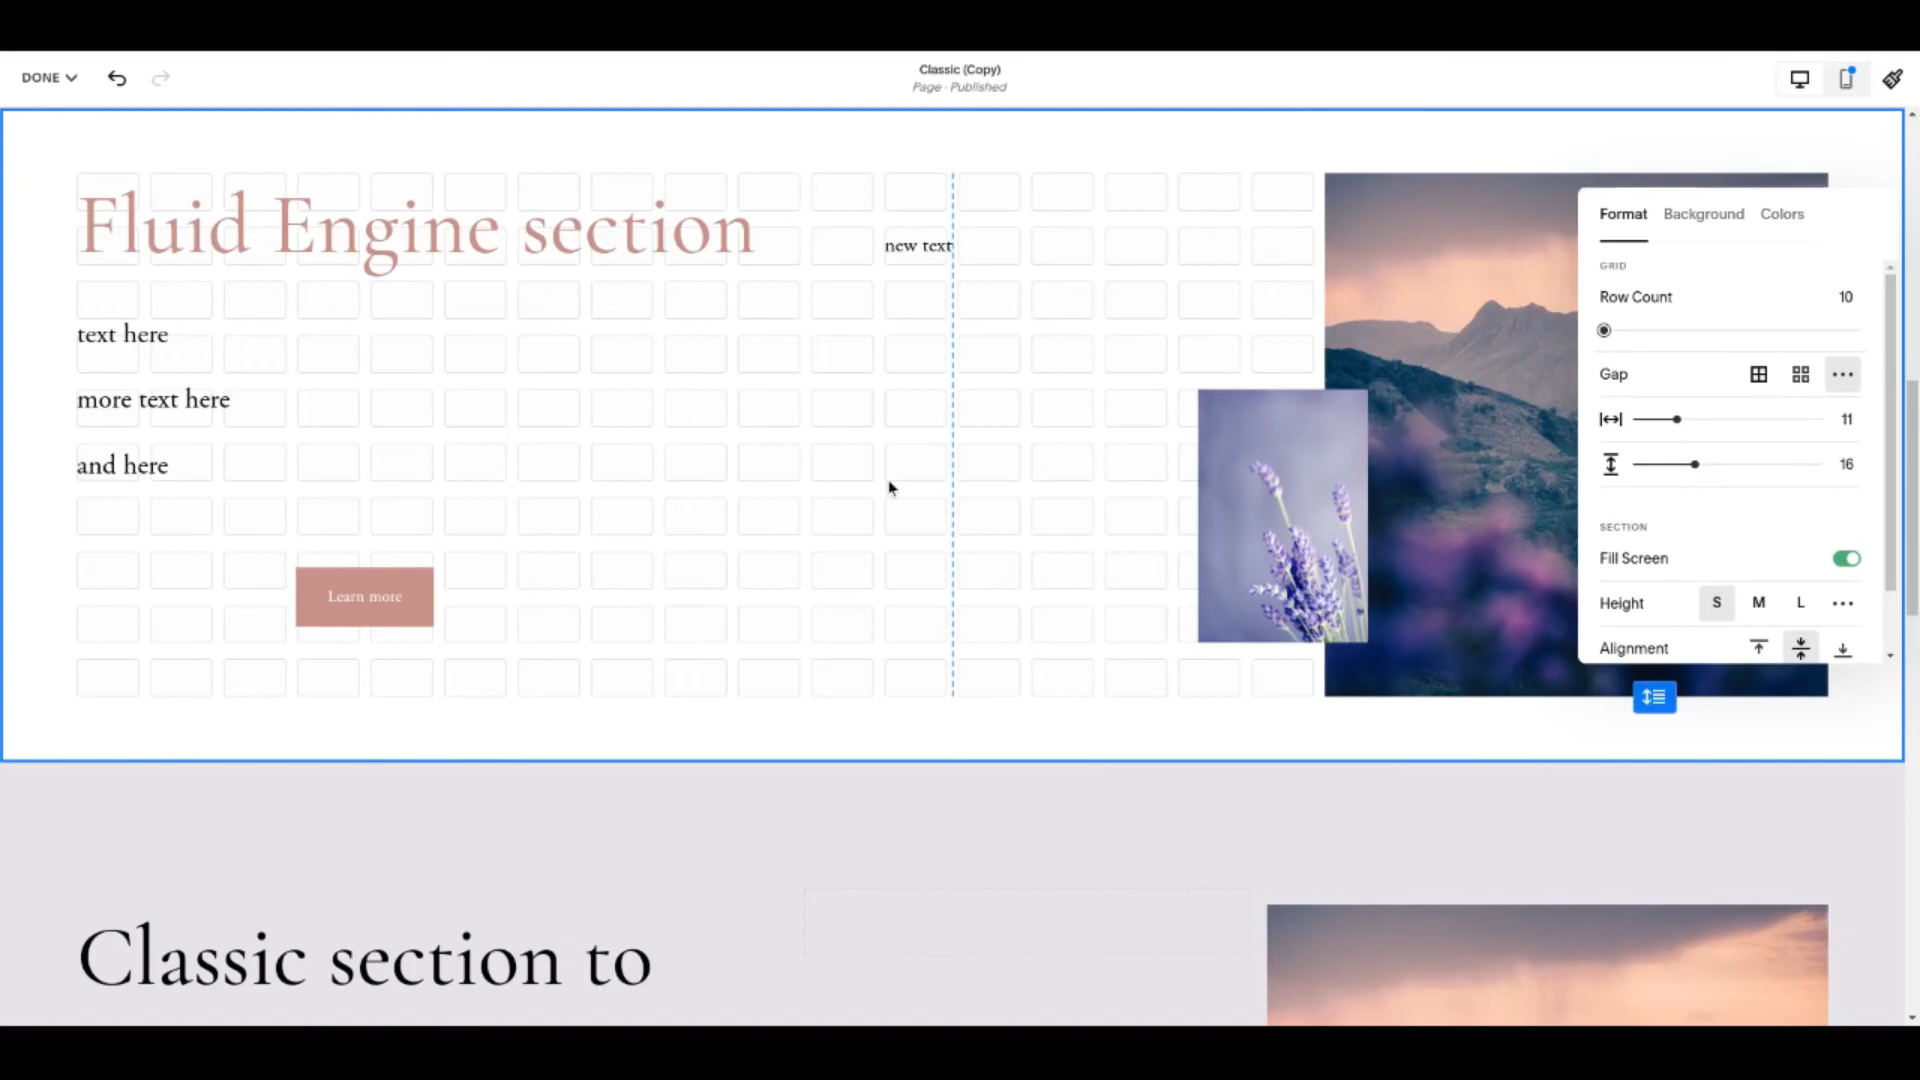 DONE
Classic (Copy)
Page · Published
Fluid Engine section
new text
text here
more text here
and here
Learn more
Format Background Colors
GRID
Row Count 10
Gap
11
16
SECTION
Fill Screen
Height S M L
Alignment
Classic section to